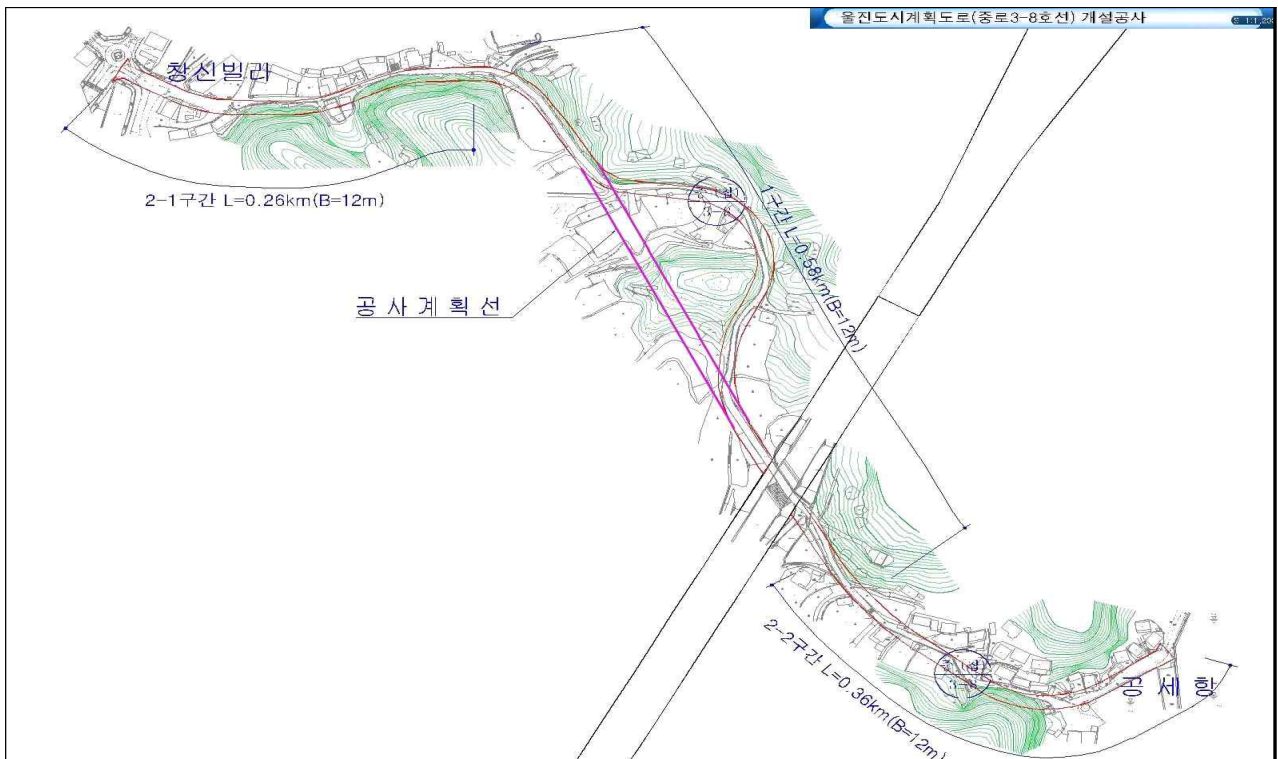 울진도시계획도로(중로3-8호선) 개설공사
창신빌라
2-1구간 L=0.26km(B=12m)
1구간 L=0.58km(B=12m)
공사계획선
2-2구간 L=0.36km(B=12m)
공세항